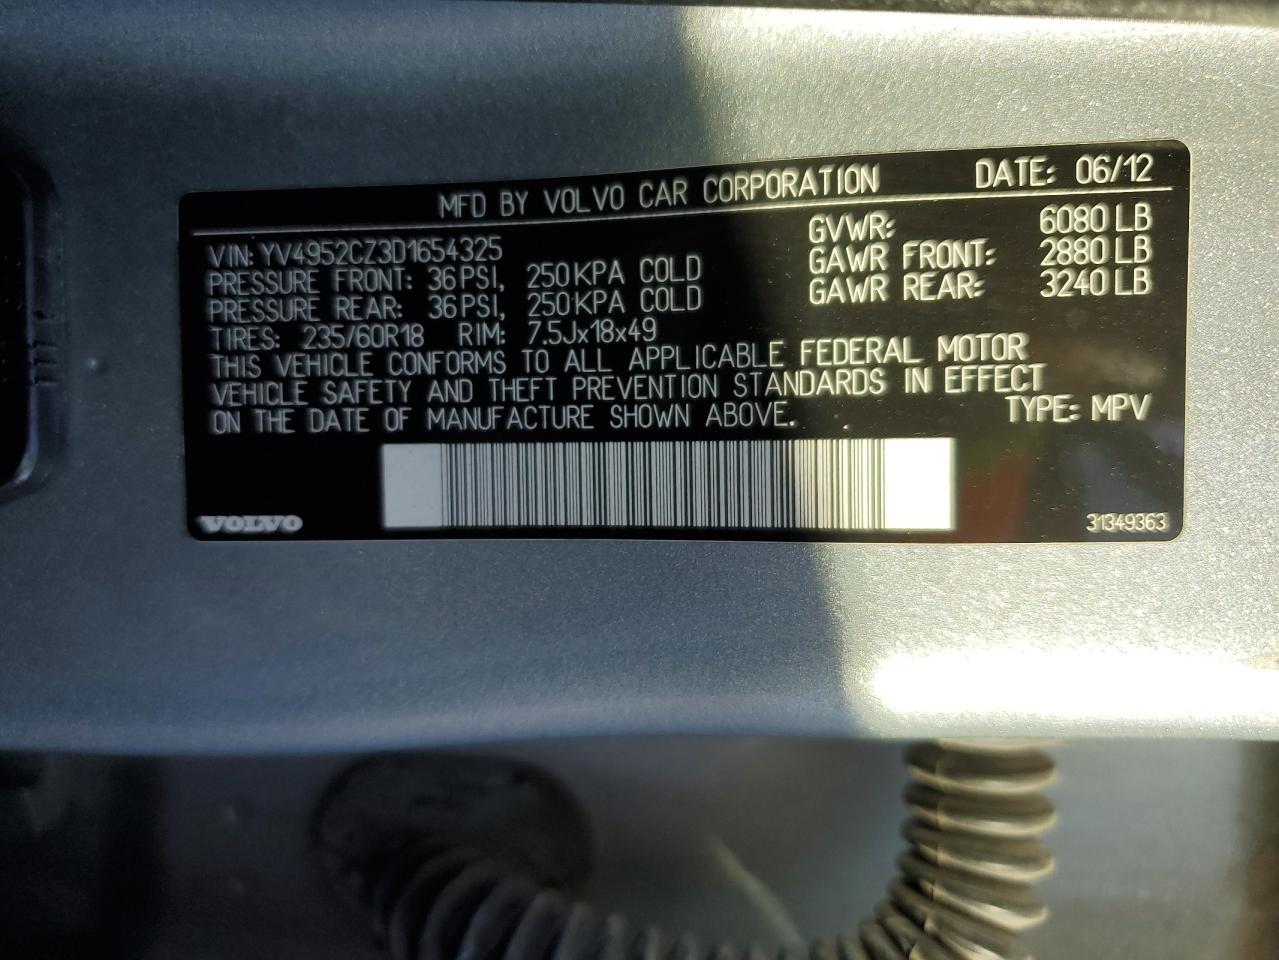 MFD BY VOLVO CAR CORPORATION DATE: 06/12
VIN: YV4952CZ3D1654325 GVWR: 6080 LB
PRESSURE FRONT: 36 PSI, 250 KPA COLD GAWR FRONT: 2880 LB
PRESSURE REAR: 36 PSI, 250 KPA COLD GAWR REAR: 3240 LB
TIRES: 235/60R18 RIM: 7.5Jx18x49
THIS VEHICLE CONFORMS TO ALL APPLICABLE FEDERAL MOTOR
VEHICLE SAFETY AND THEFT PREVENTION STANDARDS IN EFFECT
ON THE DATE OF MANUFACTURE SHOWN ABOVE. TYPE: MPV
VOLVO 31349363